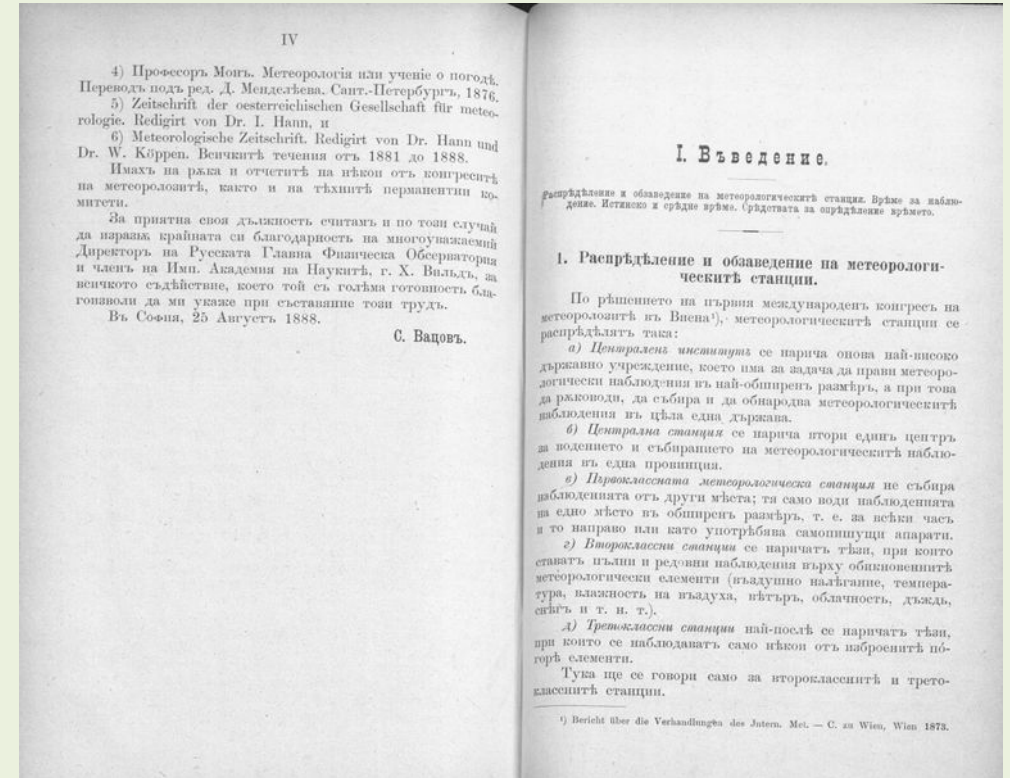 IV
4) Професоръ Монъ. Метеорологія или ученіе о погодѣ.
Переводъ подъ ред. Д. Менделѣева. Сант.-Петербургъ, 1876.
5) Zeitschrift der oesterreichischen Gesellschaft für meteo-
rologie. Redigirt von Dr. I. Hann, и
6) Meteorologische Zeitschrift. Redigirt von Dr. Hann und
Dr. W. Köppen. Всичкитѣ течения отъ 1881 до 1888.
Имахъ на рѫка и отчетитѣ на нѣкои отъ конгреситѣ
на метеоролозитѣ, както и на тѣхнитѣ перманентни ко-
митети.
За приятна своя длъжность считамъ и по този случай
да изразѭ крайната си благодарность на многоуважаемий
Директоръ на Русската Главна Физическа Обсерватория
и членъ на Имп. Академия на Наукитѣ, г. Х. Вильдъ, за
всичкото съдѣйствие, което той съ голѣма готовность бла-
гоизволи да ми укаже при съставяние този трудъ.
Въ София, 25 Августъ 1888.
С. Вацовъ.
I. Въведение.
Распрѣдѣление и обзаведение на метеорологическитѣ станции. Врѣме за наблю-
дение. Истинско и срѣдне врѣме. Срѣдствата за опрѣдѣление врѣмето.
1. Распрѣдѣление и обзаведение на метеорологи-
ческитѣ станции.
По рѣшението на първия международенъ конгресъ на
метеоролозитѣ въ Виена¹), метеорологическитѣ станции се
распрѣдѣлятъ така:
а) Централенъ институтъ се нарича онова най-високо
държавно учреждение, което има за задача да прави метеоро-
логически наблюдения въ най-обширенъ размѣръ, а при това
да рѫководи, да събира и да обнародва метеорологическитѣ
наблюдения въ цѣла една държава.
б) Централна станция се нарича втори единъ центръ
за водението и събиранието на метеорологическитѣ наблю-
дения въ една провинция.
в) Първокласната метеорологическа станция не събира
наблюденията отъ други мѣста; тя само води наблюденията
на едно мѣсто въ обширенъ размѣръ, т. е. за всѣки часъ
и то направо или като употрѣбява самопишущи апарати.
г) Второкласни станции се наричатъ тѣзи, при които
ставатъ пълни и редовни наблюдения върху обикновеннитѣ
метеорологически елементи (въздушно налѣгание, темпера-
тура, влажность на въздуха, вѣтъръ, облачность, дъждь,
снѣгъ и т. н. т.).
д) Третокласни станции най-послѣ се наричатъ тѣзи,
при които се наблюдаватъ само нѣкои отъ изброенитѣ по́-
горѣ елементи.
Тука ще се говори само за второкласснитѣ и трето-
класснитѣ станции.
¹) Bericht über die Verhandlungen des Jntern. Met. — C. zu Wien, Wien 1873.